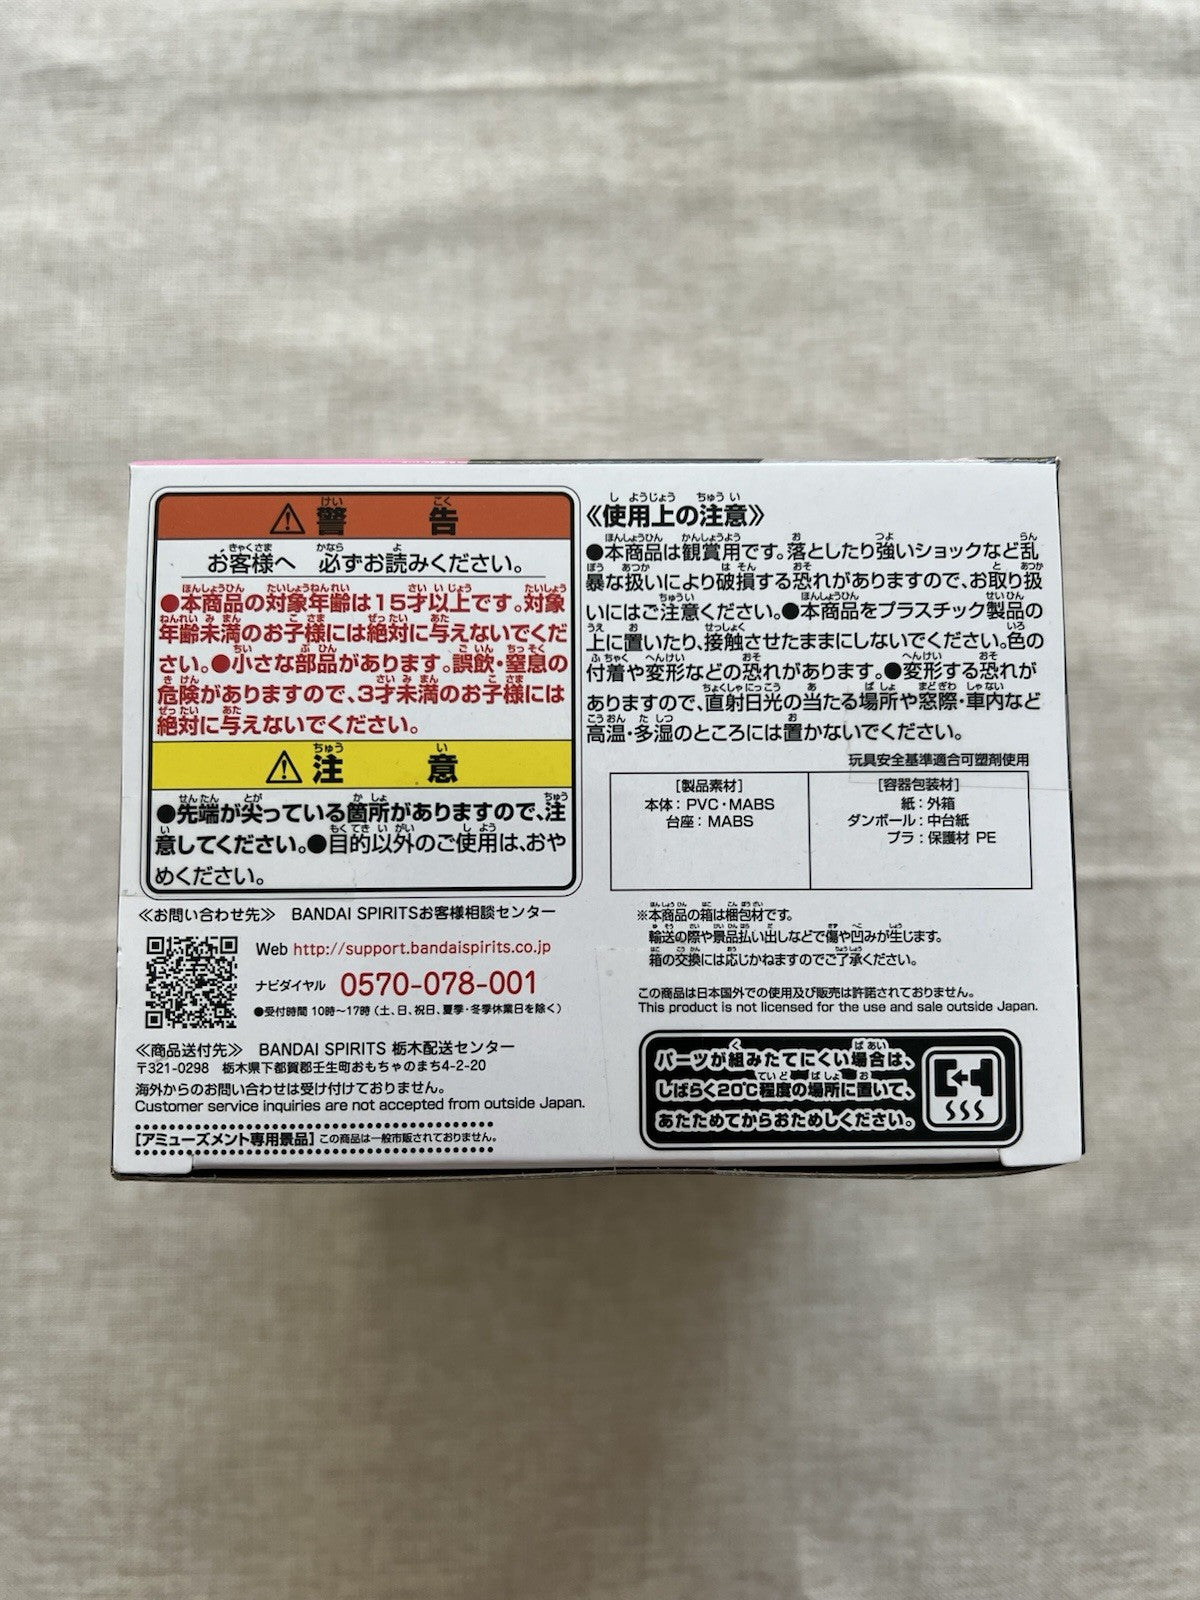 警告
お客様へ 必ずお読みください。
●本商品の対象年齢は15才以上です。対象
年齢未満のお子様には絶対に与えないでくだ
さい。●小さな部品があります。誤飲・窒息の
危険がありますので、3才未満のお子様には
絶対に与えないでください。
注意
●先端が尖っている箇所がありますので、注
意してください。●目的以外のご使用は、おや
めください。
≪お問い合わせ先≫ BANDAI SPIRITSお客様相談センター
Web http://support.bandaispirits.co.jp
ナビダイヤル 0570-078-001
●受付時間 10時～17時（土、日、祝日、夏季・冬季休業日を除く）
≪商品送付先≫ BANDAI SPIRITS 栃木配送センター
〒321-0298 栃木県下都賀郡壬生町おもちゃのまち4-2-20
海外からのお問い合わせは受け付けておりません。
Customer service inquiries are not accepted from outside Japan.
[アミューズメント専用景品] この商品は一般市販されておりません。
《使用上の注意》
●本商品は観賞用です。落としたり強いショックなど乱
暴な扱いにより破損する恐れがありますので、お取り扱
いにはご注意ください。●本商品をプラスチック製品の
上に置いたり、接触させたままにしないでください。色の
付着や変形などの恐れがあります。●変形する恐れが
ありますので、直射日光の当たる場所や窓際・車内など
高温・多湿のところには置かないでください。
玩具安全基準適合可塑剤使用
[製品素材]
本体：PVC・MABS
台座：MABS
[容器包装材]
紙：外箱
ダンボール：中台紙
プラ：保護材 PE
※本商品の箱は梱包材です。
輸送の際や景品払い出しなどで傷や凹みが生じます。
箱の交換には応じかねますのでご了承ください。
この商品は日本国外での使用及び販売は許諾されておりません。
This product is not licensed for the use and sale outside Japan.
パーツが組みたてにくい場合は、
しばらく20℃程度の場所に置いて、
あたためてからおためしください。